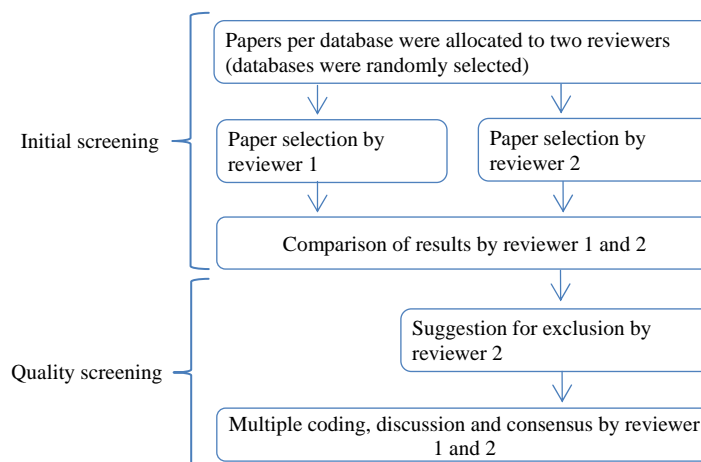 Papers per database were allocated to two reviewers
(databases were randomly selected)
Initial screening
Paper selection by
reviewer 1
Paper selection by
reviewer 2
Comparison of results by reviewer 1 and 2
Suggestion for exclusion by
reviewer 2
Quality screening
Multiple coding, discussion and consensus by reviewer
1 and 2